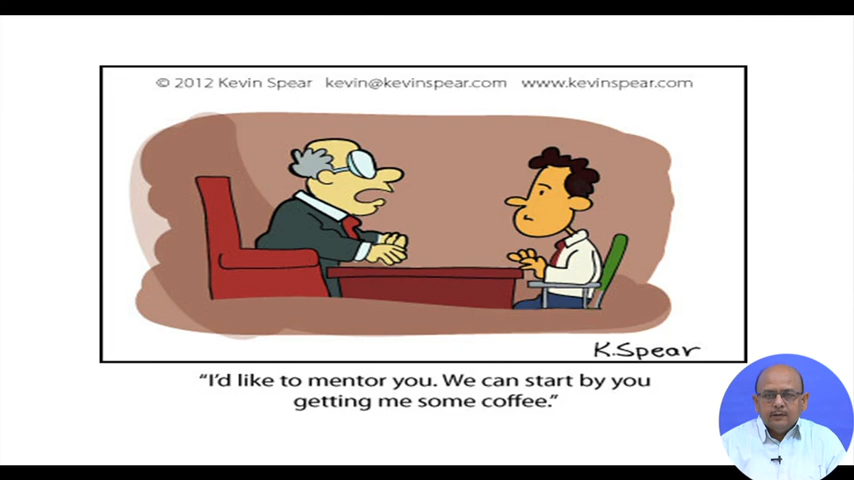 © 2012 Kevin Spear kevin@kevinspear.com www.kevinspear.com
K.Spear
“I’d like to mentor you. We can start by you
getting me some coffee.”